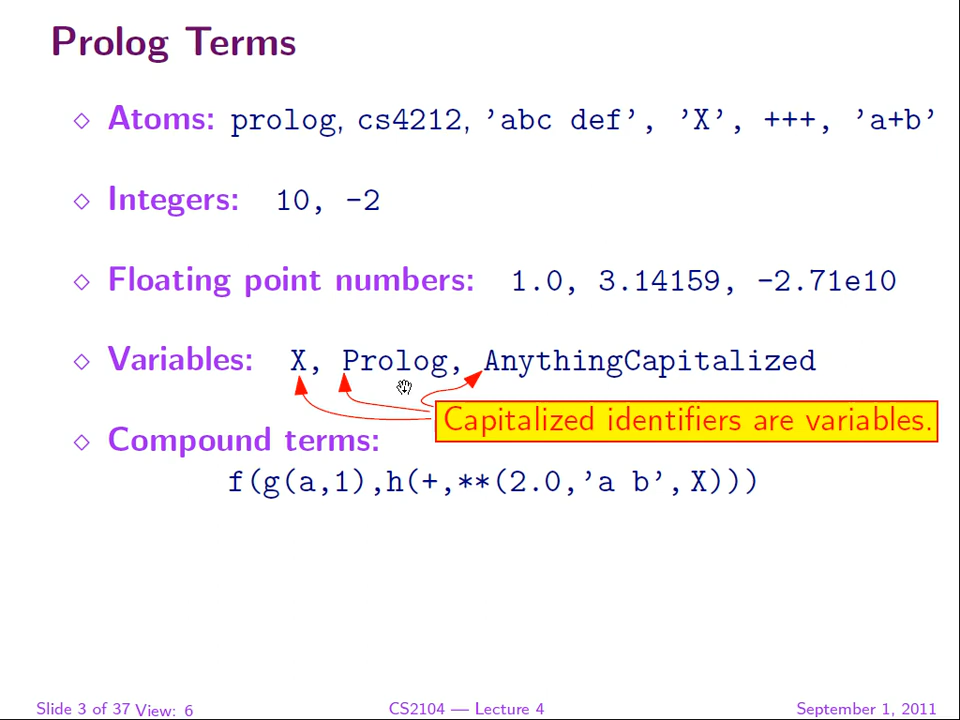 Prolog Terms
◇ Atoms: prolog, cs4212, ’abc def’, ’X’, +++, ’a+b’
◇ Integers: 10, -2
◇ Floating point numbers: 1.0, 3.14159, -2.71e10
◇ Variables: X, Prolog, AnythingCapitalized
Capitalized identifiers are variables.
◇ Compound terms:
f(g(a,1),h(+,**(2.0,’a b’,X)))
Slide 3 of 37 View: 6 CS2104 — Lecture 4 September 1, 2011